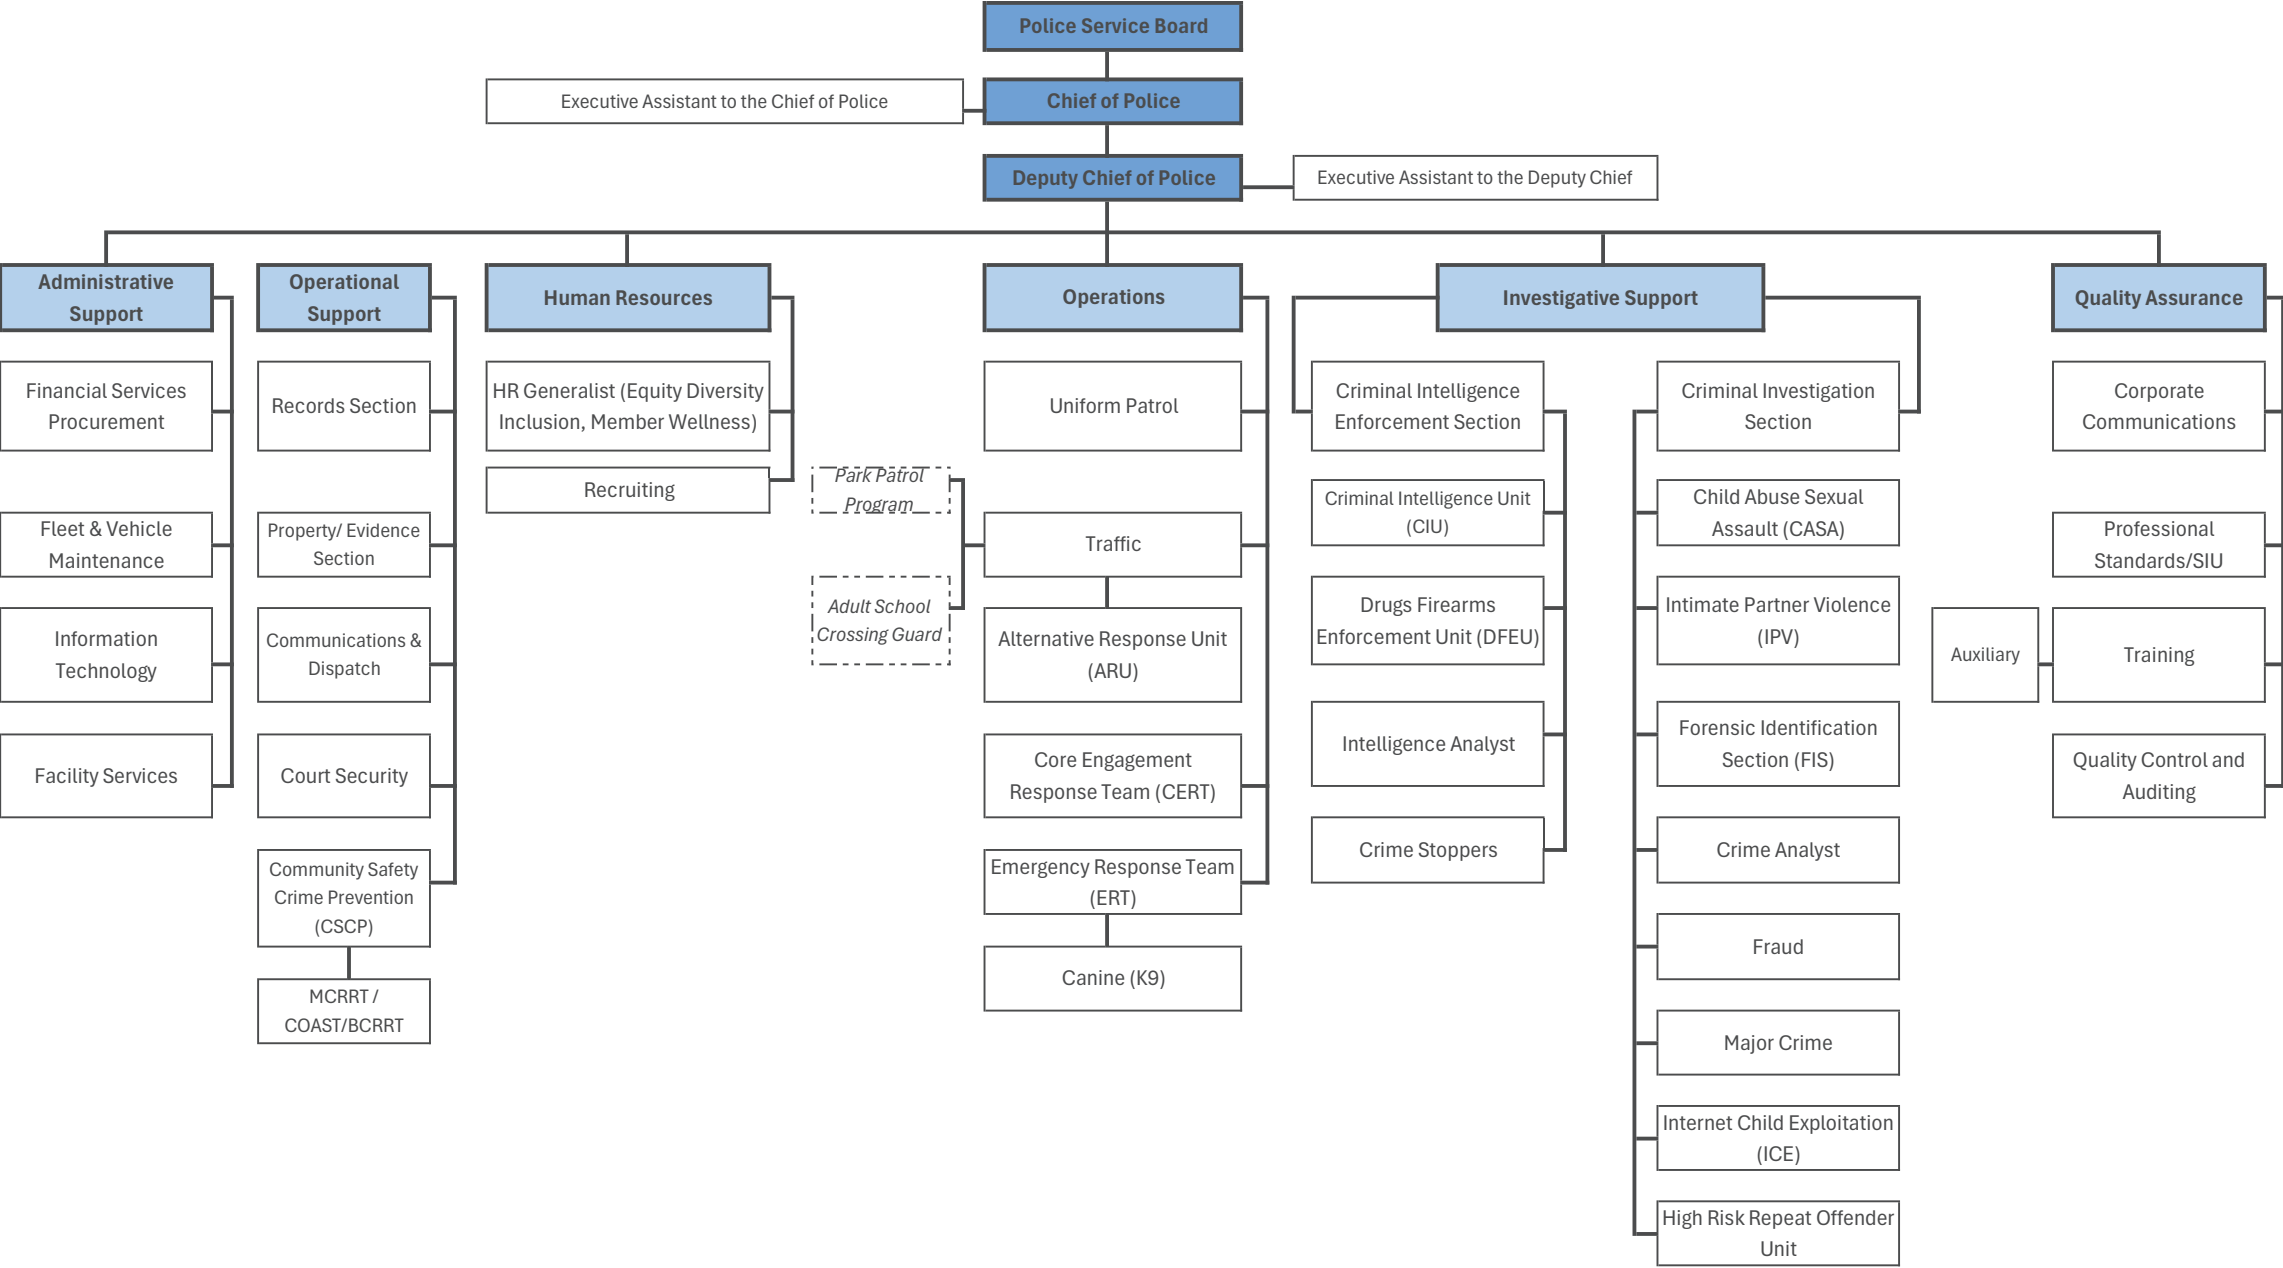 Police Service Board
Executive Assistant to the Chief of Police
Chief of Police
Deputy Chief of Police
Executive Assistant to the Deputy Chief
Administrative
Support
Financial Services
Procurement
Fleet & Vehicle
Maintenance
Information
Technology
Facility Services
Operational
Support
Records Section
Property/ Evidence
Section
Communications &
Dispatch
Court Security
Community Safety
Crime Prevention
(CSCP)
MCRRT /
COAST/BCRRT
Human Resources
HR Generalist (Equity Diversity
Inclusion, Member Wellness)
Recruiting
Operations
Uniform Patrol
Park Patrol
Program
Traffic
Adult School
Crossing Guard
Alternative Response Unit
(ARU)
Core Engagement
Response Team (CERT)
Emergency Response Team
(ERT)
Canine (K9)
Investigative Support
Criminal Intelligence
Enforcement Section
Criminal Intelligence Unit
(CIU)
Drugs Firearms
Enforcement Unit (DFEU)
Intelligence Analyst
Crime Stoppers
Criminal Investigation
Section
Child Abuse Sexual
Assault (CASA)
Intimate Partner Violence
(IPV)
Forensic Identification
Section (FIS)
Crime Analyst
Fraud
Major Crime
Internet Child Exploitation
(ICE)
High Risk Repeat Offender
Unit
Quality Assurance
Corporate
Communications
Professional
Standards/SIU
Auxiliary
Training
Quality Control and
Auditing